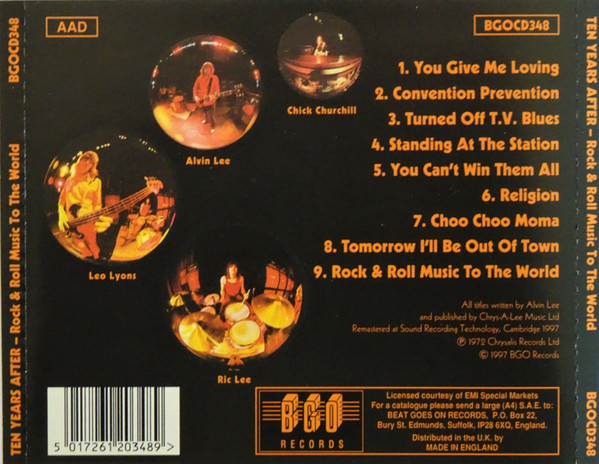 AAD
BGOCD348
BGOCD348
TEN YEARS AFTER – Rock & Roll Music To The World
Chick Churchill
Alvin Lee
Leo Lyons
Ric Lee
1. You Give Me Loving
2. Convention Prevention
3. Turned Off T.V. Blues
4. Standing At The Station
5. You Can't Win Them All
6. Religion
7. Choo Choo Moma
8. Tomorrow I'll Be Out Of Town
9. Rock & Roll Music To The World
All titles written by Alvin Lee
and published by Chrys-A-Lee Music Ltd
Remastered at Sound Recording Technology, Cambridge 1997
℗ 1972 Chrysalis Records Ltd
© 1997 BGO Records
5 017261 203489 >
BGO
RECORDS
Licensed courtesy of EMI Special Markets
For a catalogue please send a large (A4) S.A.E. to:
BEAT GOES ON RECORDS, P.O. Box 22,
Bury St. Edmunds, Suffolk, IP28 6XQ, England.
Distributed in the U.K. by
MADE IN ENGLAND
TEN YEARS AFTER – Rock & Roll Music To The World
BGOCD348